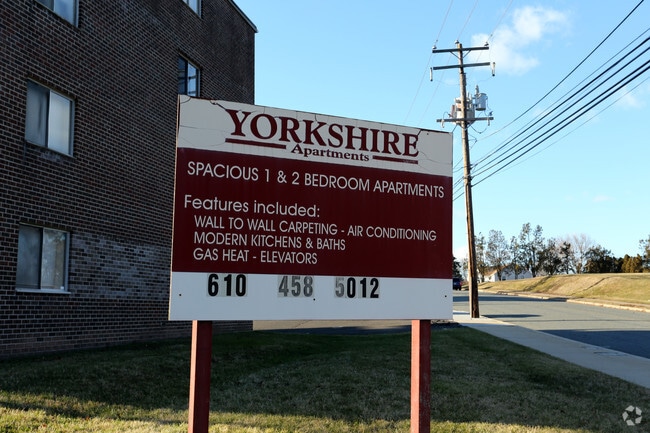 YORKSHIRE
Apartments
SPACIOUS 1 & 2 BEDROOM APARTMENTS
Features included:
WALL TO WALL CARPETING - AIR CONDITIONING
MODERN KITCHENS & BATHS
GAS HEAT - ELEVATORS
610 458 5012